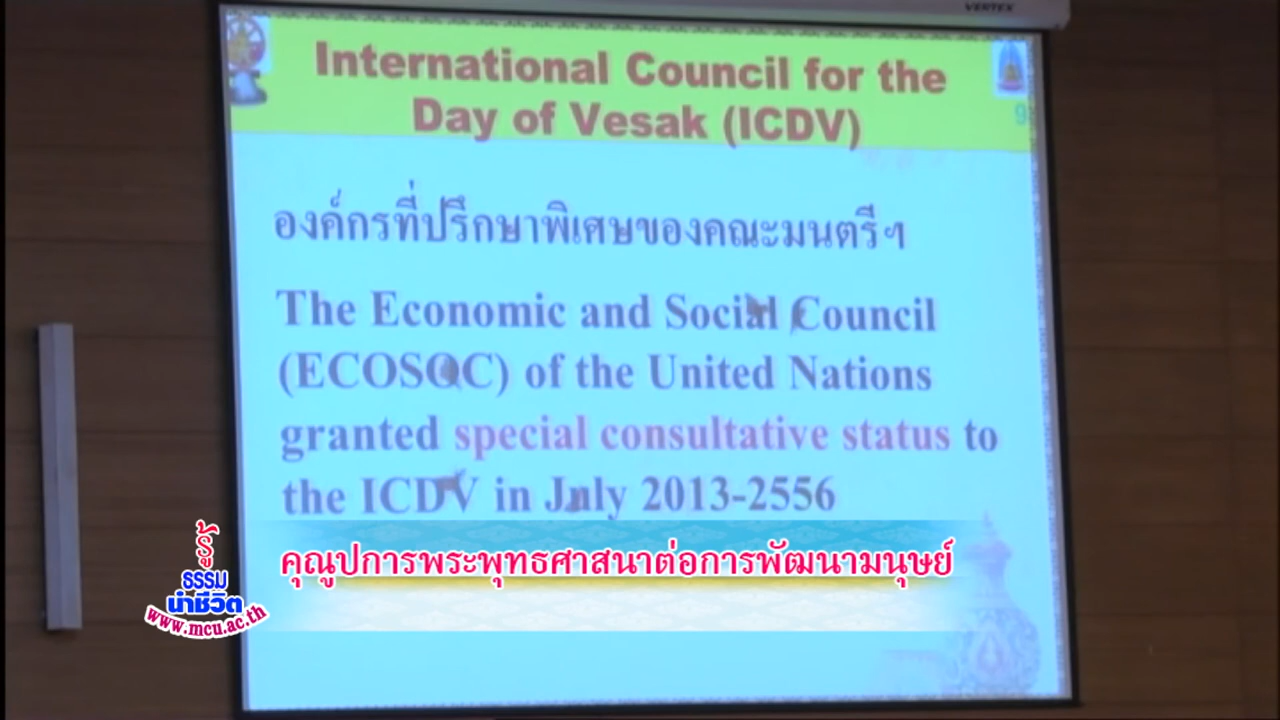 VERTEX
International Council for the
Day of Vesak (ICDV)
9
องค์กรที่ปรึกษาพิเศษของคณะมนตรีฯ
The Economic and Social Council
(ECOSOC) of the United Nations
granted special consultative status to
the ICDV in July 2013-2556
คุณูปการพระพุทธศาสนาต่อการพัฒนามนุษย์
รู้
ธรรม
นำชีวิต
www.mcu.ac.th